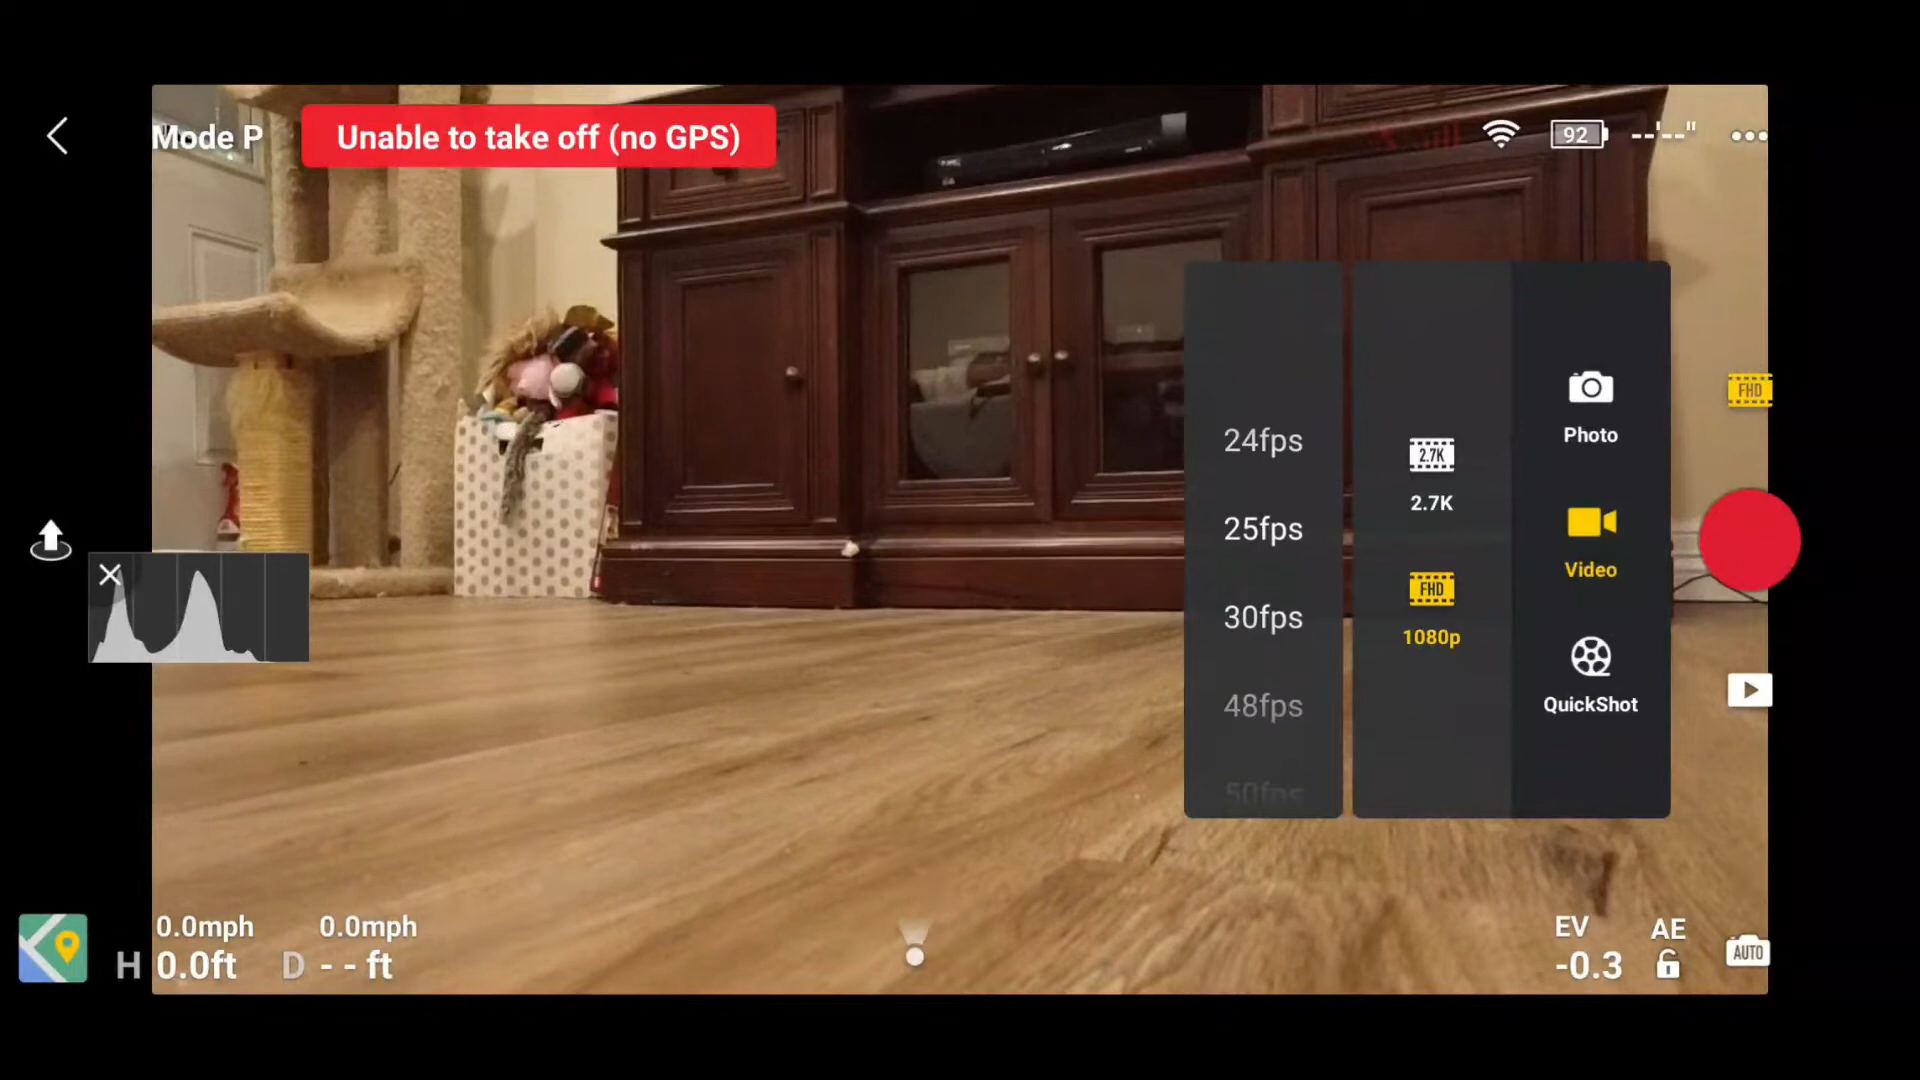 Mode P
Unable to take off (no GPS)
92
--'--"
FHD
24fps
25fps
30fps
48fps
50fps
2.7K
2.7K
FHD
1080p
Photo
Video
QuickShot
0.0mph
0.0mph
H 0.0ft
D - - ft
EV
-0.3
AE
AUTO